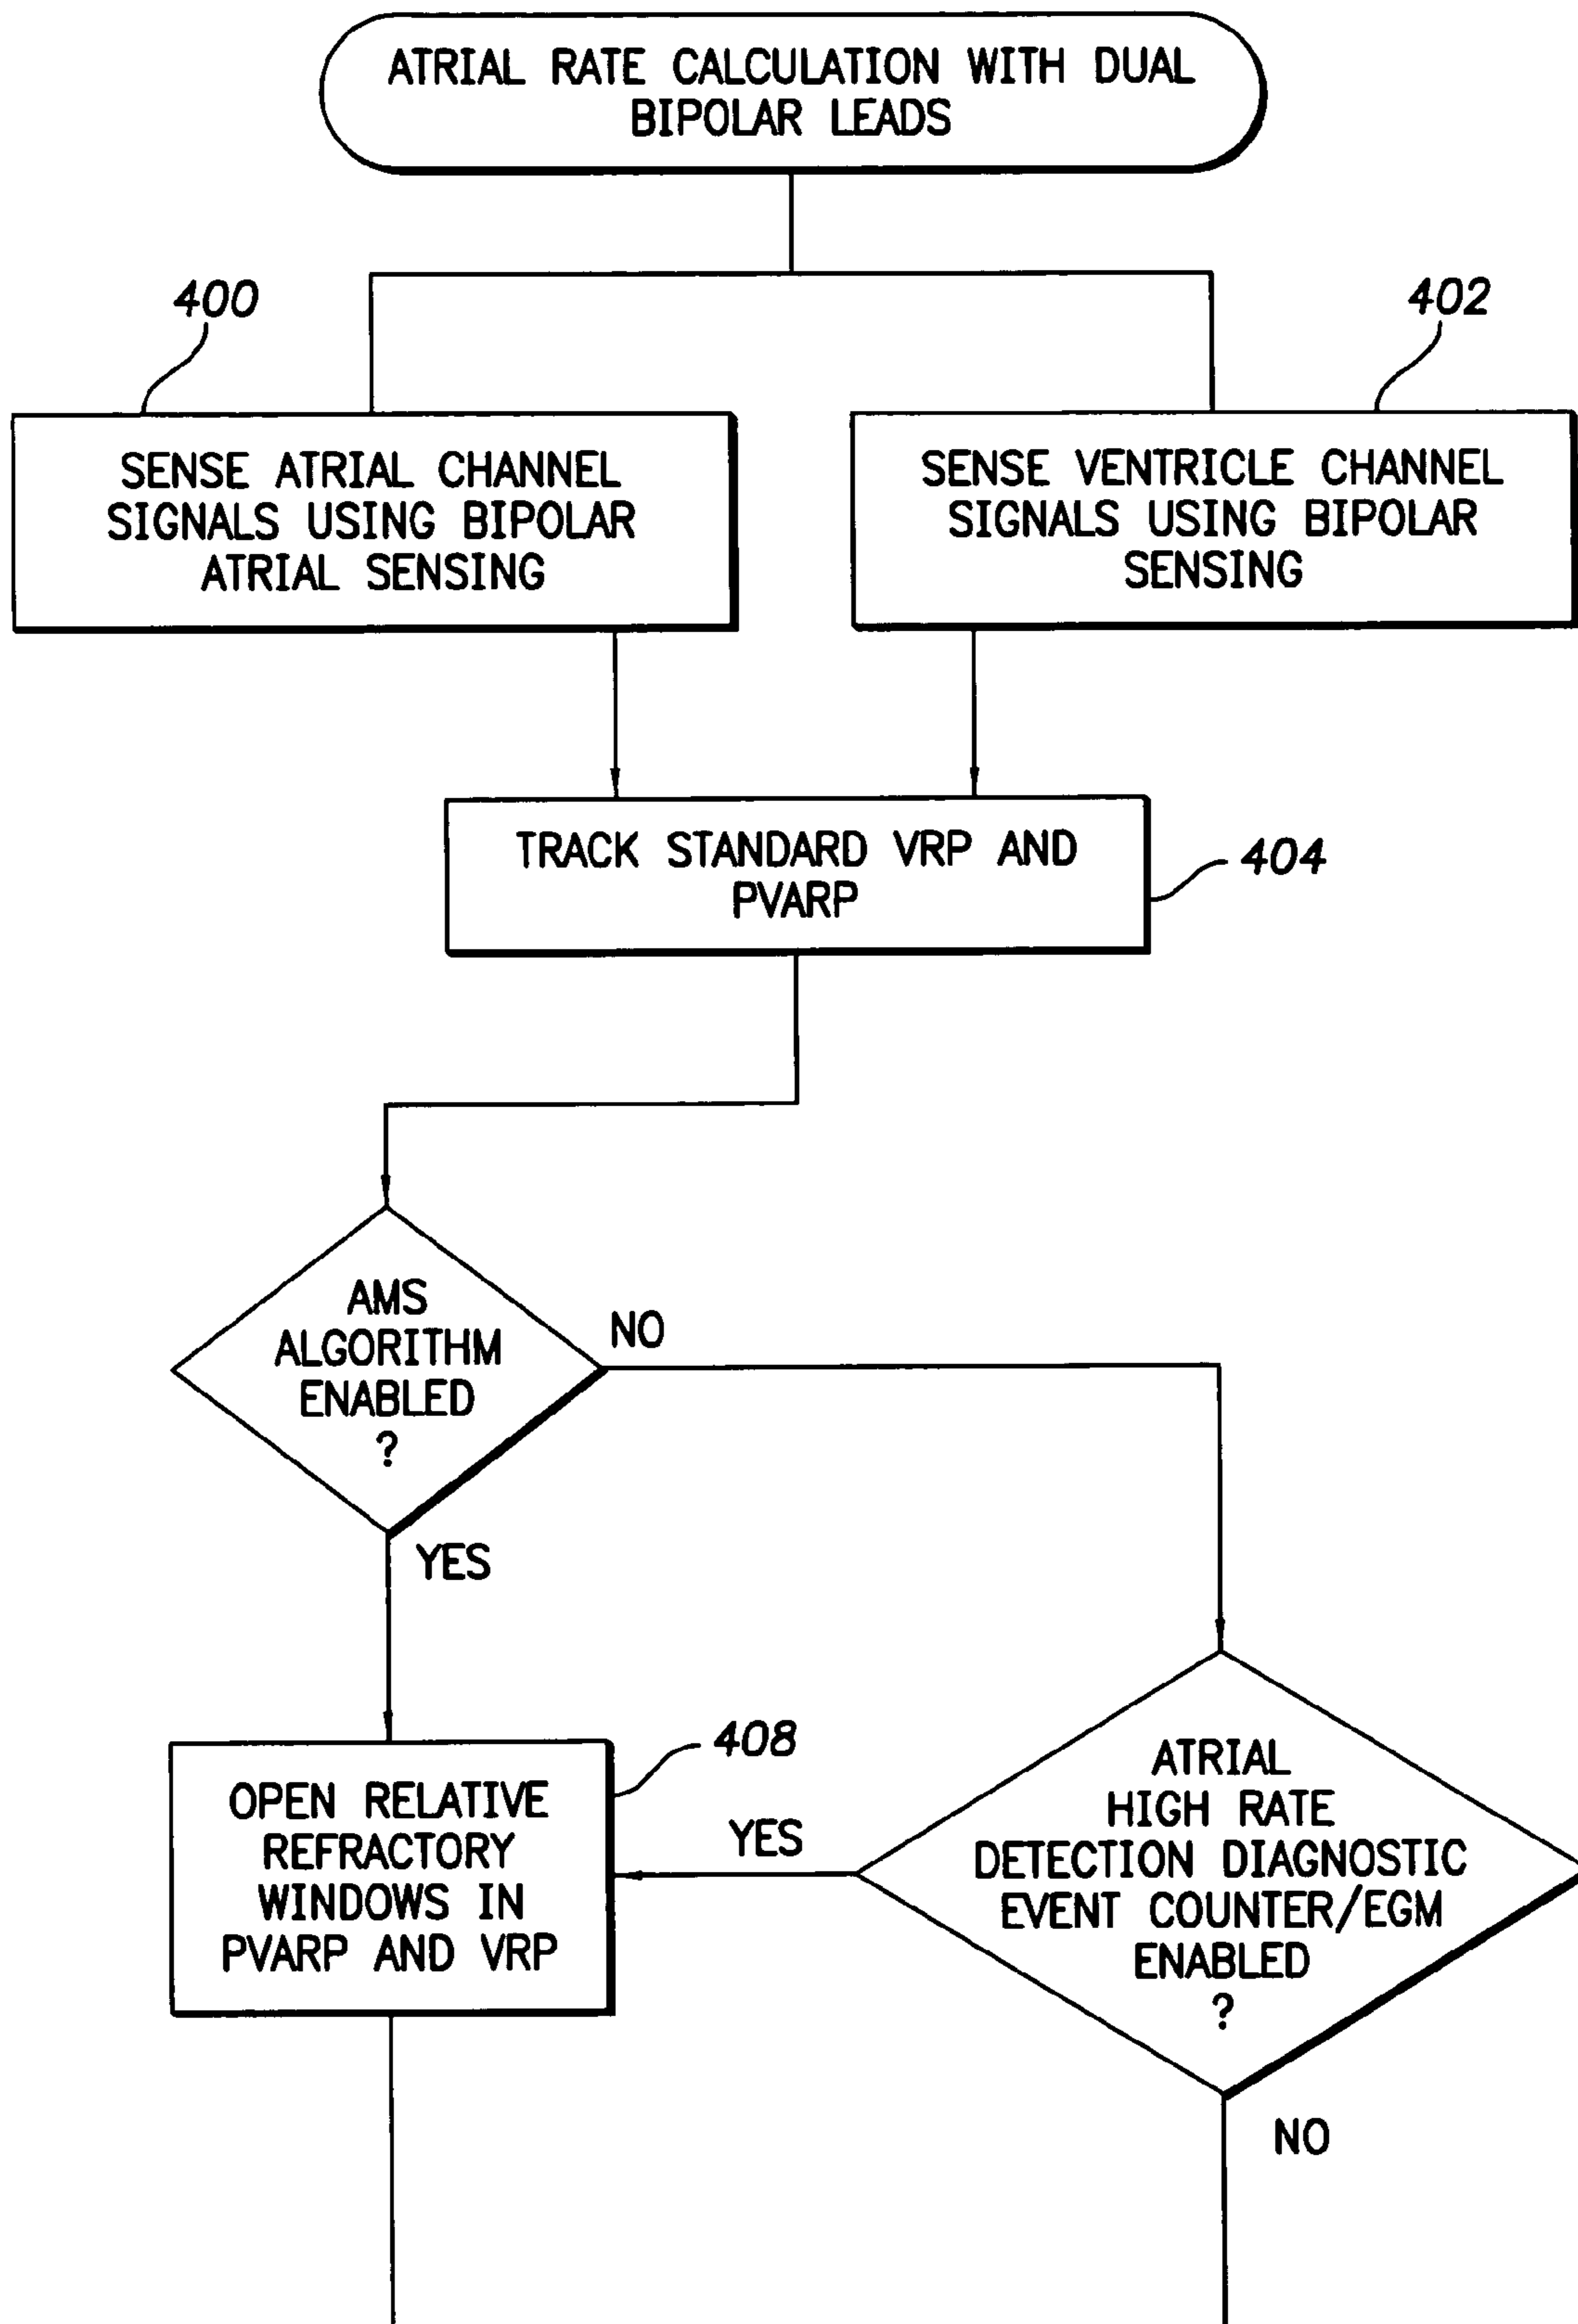 ATRIAL RATE CALCULATION WITH DUAL
BIPOLAR LEADS
400
402
SENSE ATRIAL CHANNEL
SIGNALS USING BIPOLAR
ATRIAL SENSING
SENSE VENTRICLE CHANNEL
SIGNALS USING BIPOLAR
SENSING
TRACK STANDARD VRP AND
PVARP
404
AMS
ALGORITHM
ENABLED
?
NO
YES
408
OPEN RELATIVE
REFRACTORY
WINDOWS IN
PVARP AND VRP
YES
ATRIAL
HIGH RATE
DETECTION DIAGNOSTIC
EVENT COUNTER/EGM
ENABLED
?
NO